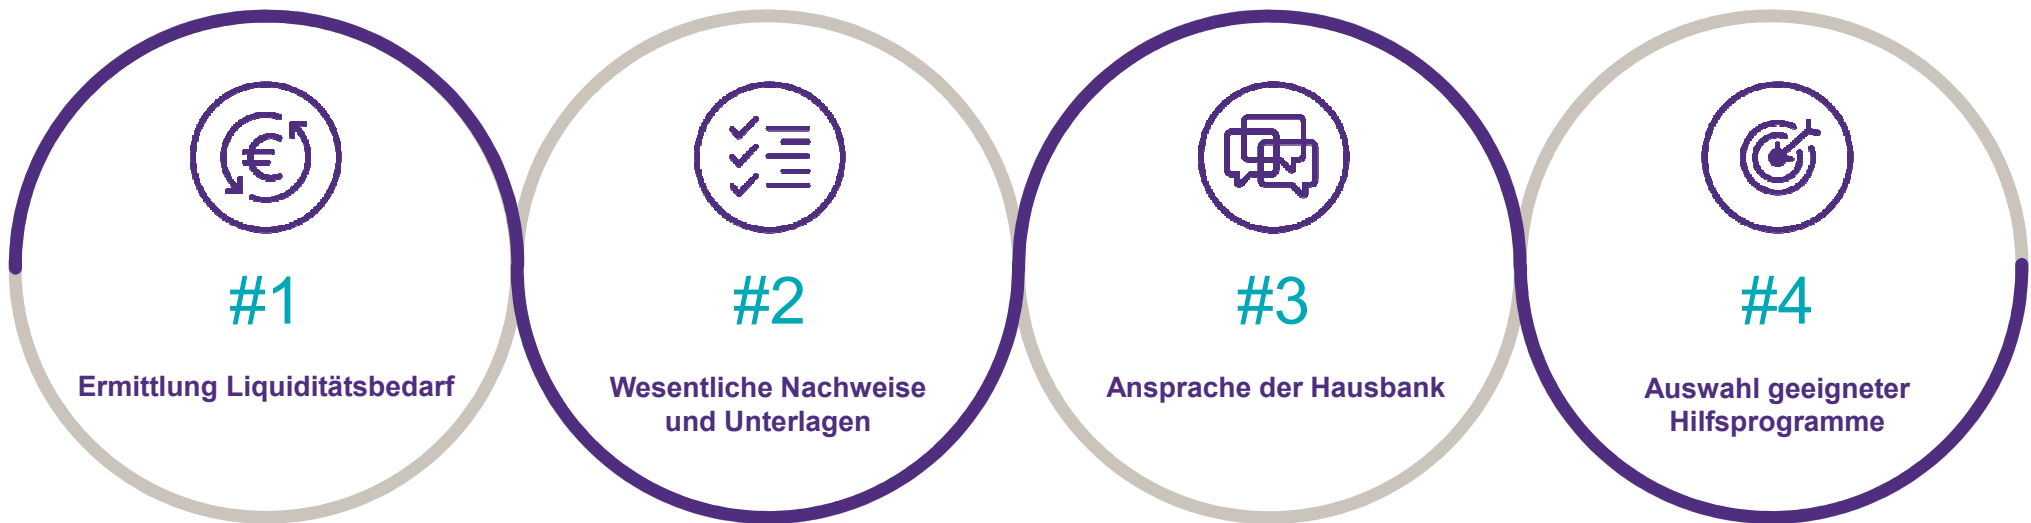 #1
Ermittlung Liquiditätsbedarf
#2
Wesentliche Nachweise
und Unterlagen
#3
Ansprache der Hausbank
#4
Auswahl geeigneter
Hilfsprogramme